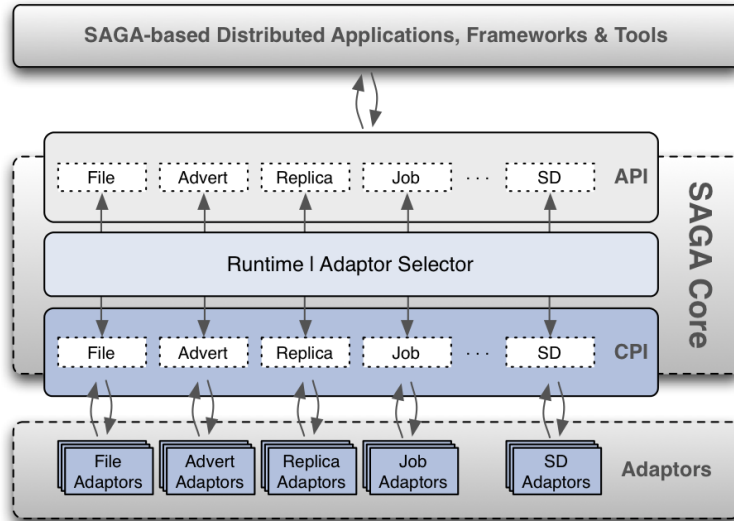 SAGA-based Distributed Applications, Frameworks & Tools
File Advert Replica Job . . . SD API
Runtime | Adaptor Selector
File Advert Replica Job . . . SD CPI
SAGA Core
File Advert Replica Job SD
Adaptors Adaptors Adaptors Adaptors Adaptors
Adaptors